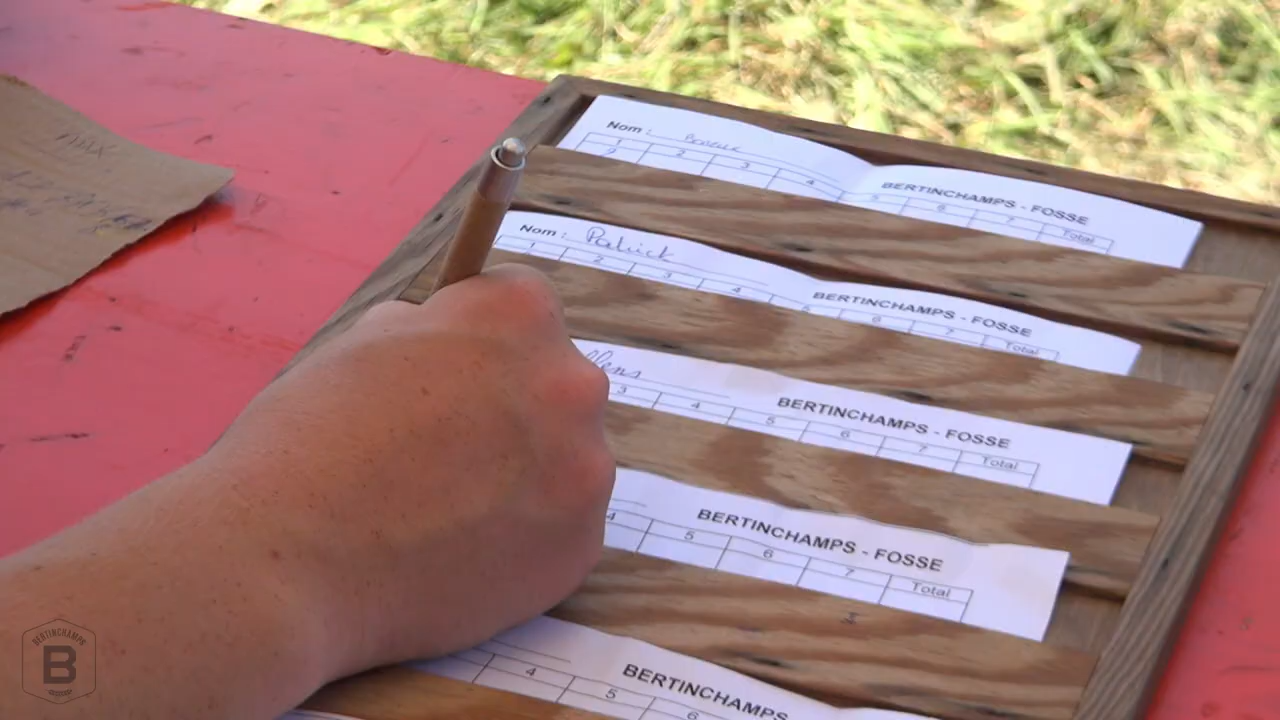 Nom :
1 2 3 4 5 6 7 Total
9
BERTINCHAMPS - FOSSE
Nom : Patrick
1 2 3 4 5 6 7 Total
BERTINCHAMPS - FOSSE
3 4 5 6 7 Total
BERTINCHAMPS - FOSSE
4 5 6 7 Total
BERTINCHAMPS - FOSSE
4 5 6
BERTINCHAMPS
BERTINCHAMPS
B